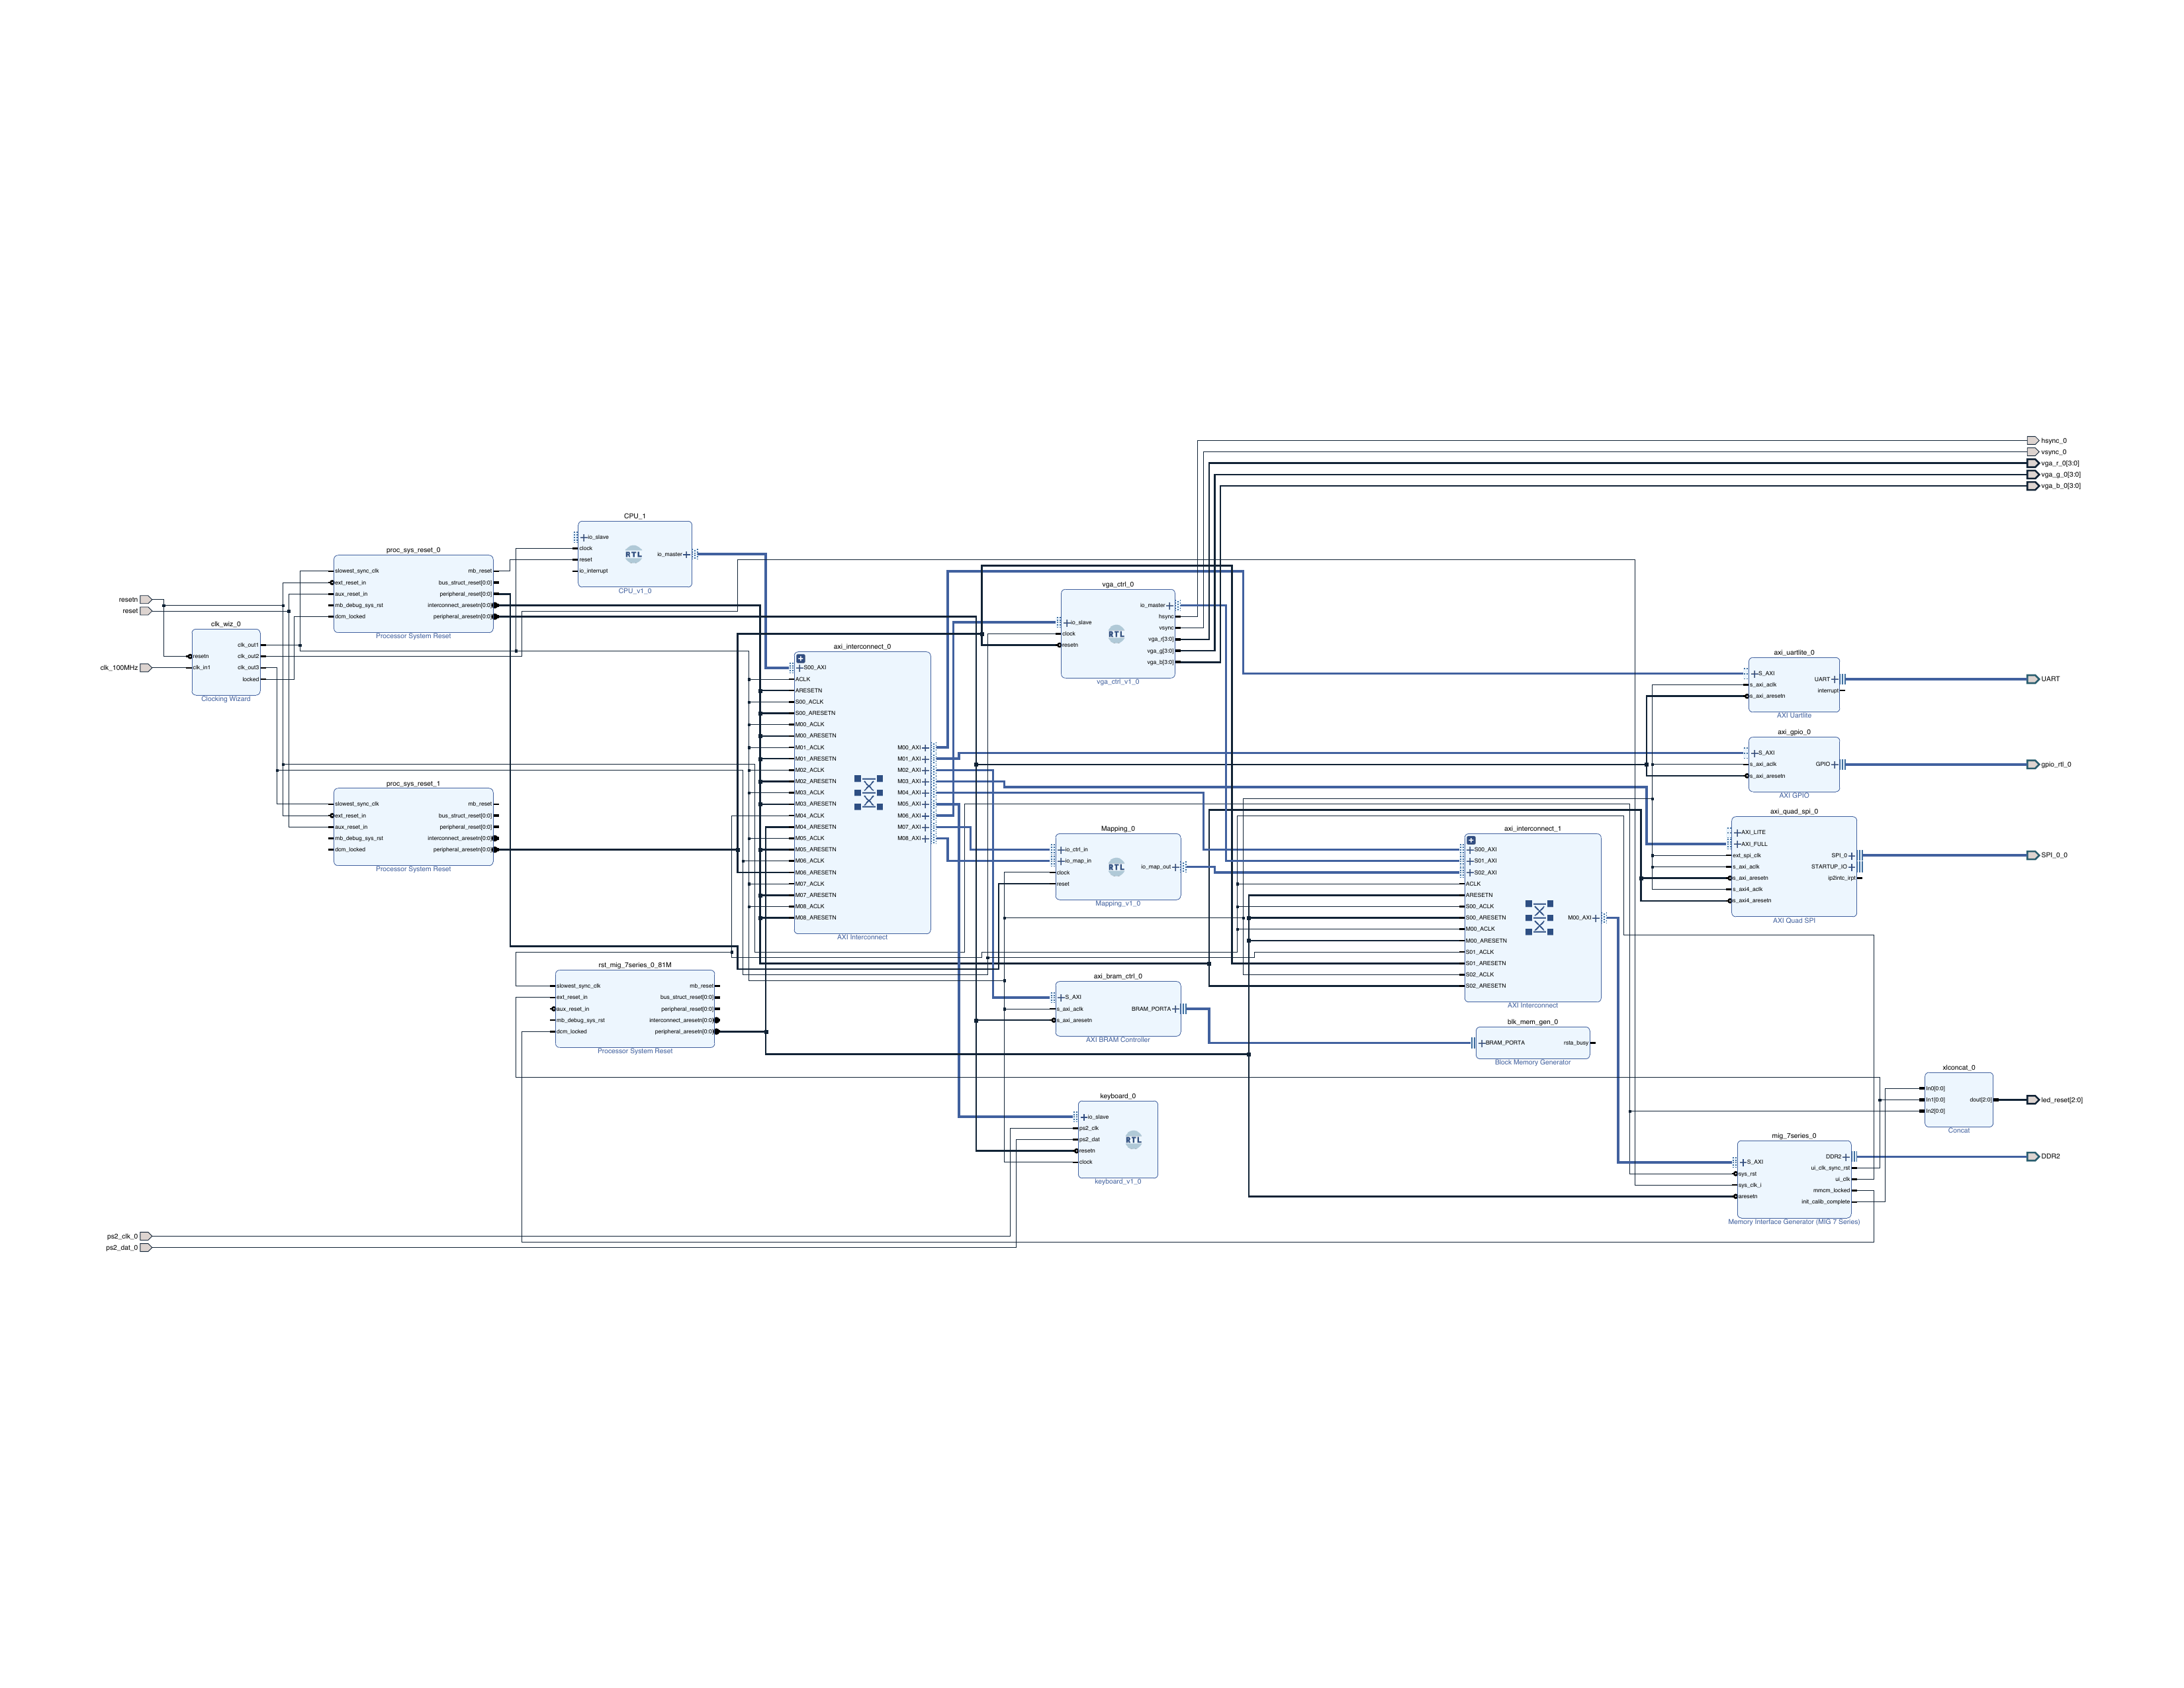 hsync_0
vsync_0
vga_r_0[3:0]
vga_g_0[3:0]
vga_b_0[3:0]
resetn
reset
clk_100MHz
ps2_clk_0
ps2_dat_0
clk_wiz_0
resetn
clk_in1
clk_out1
clk_out2
clk_out3
locked
Clocking Wizard
proc_sys_reset_0
slowest_sync_clk
ext_reset_in
aux_reset_in
mb_debug_sys_rst
dcm_locked
mb_reset
bus_struct_reset[0:0]
peripheral_reset[0:0]
interconnect_aresetn[0:0]
peripheral_aresetn[0:0]
Processor System Reset
proc_sys_reset_1
slowest_sync_clk
ext_reset_in
aux_reset_in
mb_debug_sys_rst
dcm_locked
mb_reset
bus_struct_reset[0:0]
peripheral_reset[0:0]
interconnect_aresetn[0:0]
peripheral_aresetn[0:0]
Processor System Reset
CPU_1
io_slave
clock
reset
io_interrupt
RTL
io_master
CPU_v1_0
rst_mig_7series_0_81M
slowest_sync_clk
ext_reset_in
aux_reset_in
mb_debug_sys_rst
dcm_locked
mb_reset
bus_struct_reset[0:0]
peripheral_reset[0:0]
interconnect_aresetn[0:0]
peripheral_aresetn[0:0]
Processor System Reset
axi_interconnect_0
S00_AXI
ACLK
ARESETN
S00_ACLK
S00_ARESETN
M00_ACLK
M00_ARESETN
M01_ACLK
M01_ARESETN
M02_ACLK
M02_ARESETN
M03_ACLK
M03_ARESETN
M04_ACLK
M04_ARESETN
M05_ACLK
M05_ARESETN
M06_ACLK
M06_ARESETN
M07_ACLK
M07_ARESETN
M08_ACLK
M08_ARESETN
M00_AXI
M01_AXI
M02_AXI
M03_AXI
M04_AXI
M05_AXI
M06_AXI
M07_AXI
M08_AXI
AXI Interconnect
vga_ctrl_0
io_slave
clock
resetn
RTL
io_master
hsync
vsync
vga_r[3:0]
vga_g[3:0]
vga_b[3:0]
vga_ctrl_v1_0
Mapping_0
io_ctrl_in
io_map_in
clock
reset
RTL
io_map_out
Mapping_v1_0
axi_bram_ctrl_0
S_AXI
s_axi_aclk
s_axi_aresetn
BRAM_PORTA
AXI BRAM Controller
keyboard_0
io_slave
ps2_clk
ps2_dat
resetn
clock
RTL
keyboard_v1_0
axi_interconnect_1
S00_AXI
S01_AXI
S02_AXI
ACLK
ARESETN
S00_ACLK
S00_ARESETN
M00_ACLK
M00_ARESETN
S01_ACLK
S01_ARESETN
S02_ACLK
S02_ARESETN
M00_AXI
AXI Interconnect
blk_mem_gen_0
BRAM_PORTA
rsta_busy
Block Memory Generator
axi_uartlite_0
S_AXI
s_axi_aclk
s_axi_aresetn
UART
interrupt
AXI Uartlite
UART
axi_gpio_0
S_AXI
s_axi_aclk
s_axi_aresetn
GPIO
AXI GPIO
gpio_rtl_0
axi_quad_spi_0
AXI_LITE
AXI_FULL
ext_spi_clk
s_axi_aclk
s_axi_aresetn
s_axi4_aclk
s_axi4_aresetn
SPI_0
STARTUP_IO
ip2intc_irpt
AXI Quad SPI
SPI_0_0
xlconcat_0
In0[0:0]
In1[0:0]
In2[0:0]
dout[2:0]
Concat
led_reset[2:0]
mig_7series_0
S_AXI
sys_rst
sys_clk_i
aresetn
DDR2
ui_clk_sync_rst
ui_clk
mmcm_locked
init_calib_complete
Memory Interface Generator (MIG 7 Series)
DDR2